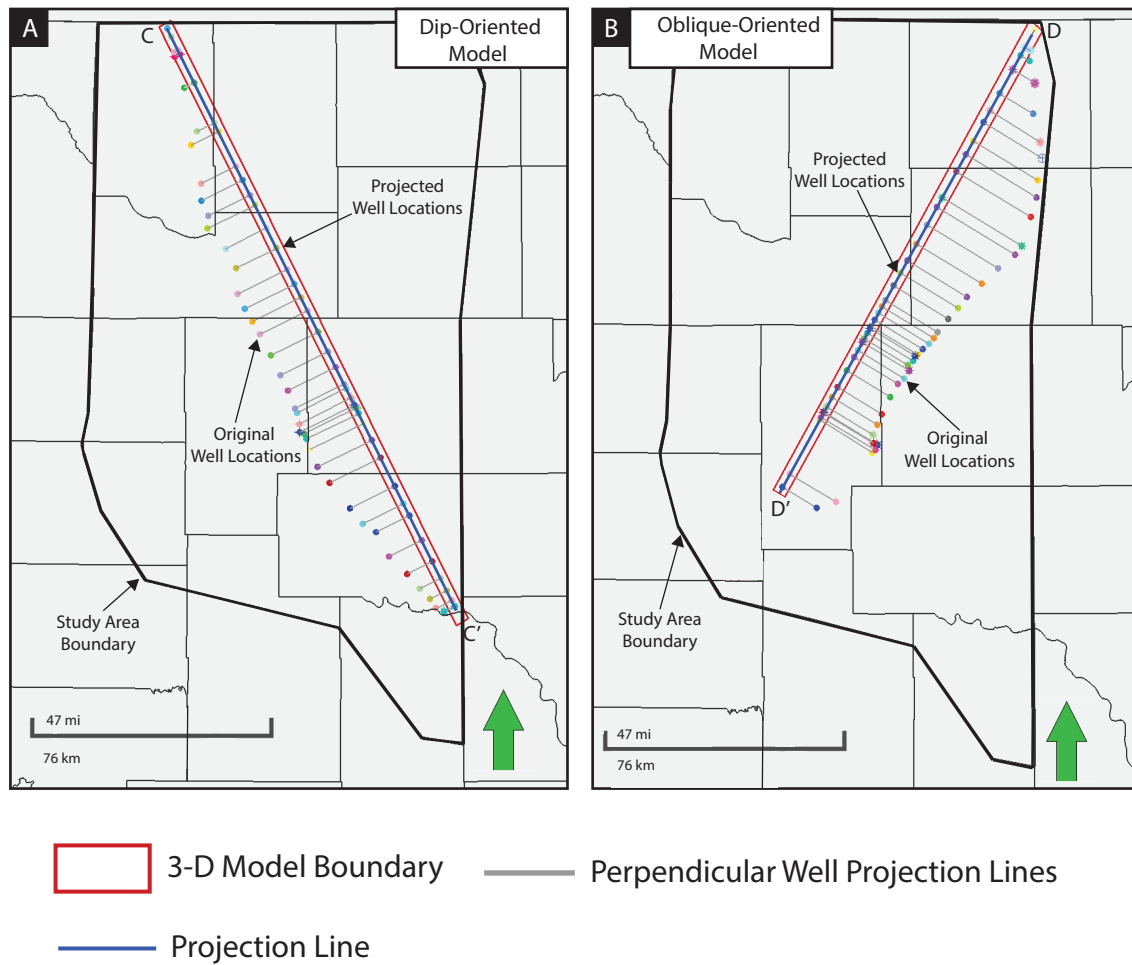 A
C
Dip-Oriented
Model
Projected
Well Locations
Original
Well Locations
Study Area
Boundary
C'
47 mi
76 km
B
Oblique-Oriented
Model
D
Projected
Well Locations
Original
Well Locations
D'
Study Area
Boundary
47 mi
76 km
3-D Model Boundary
Perpendicular Well Projection Lines
Projection Line